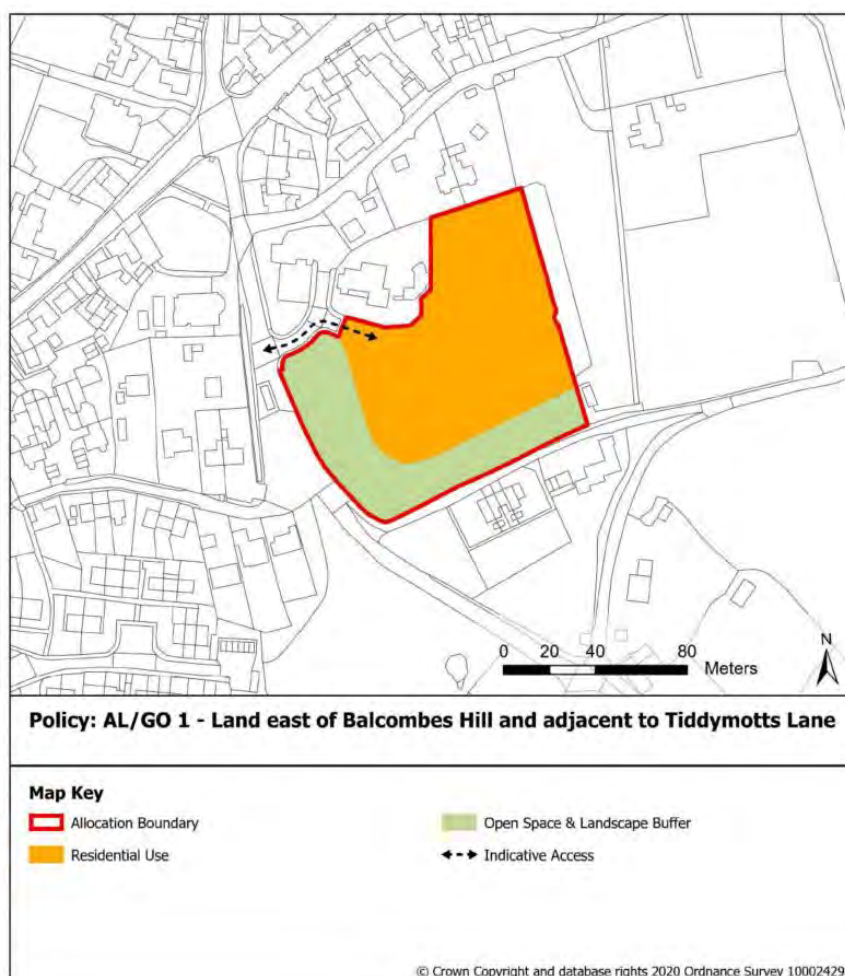 N
0 20 40 60 80
Meters
Policy: AL/GO 1 - Land east of Balcombes Hill and adjacent to Tiddymotts Lane
Map Key
Allocation Boundary
Open Space & Landscape Buffer
Residential Use
Indicative Access
© Crown Copyright and database rights 2020 Ordnance Survey 10002429